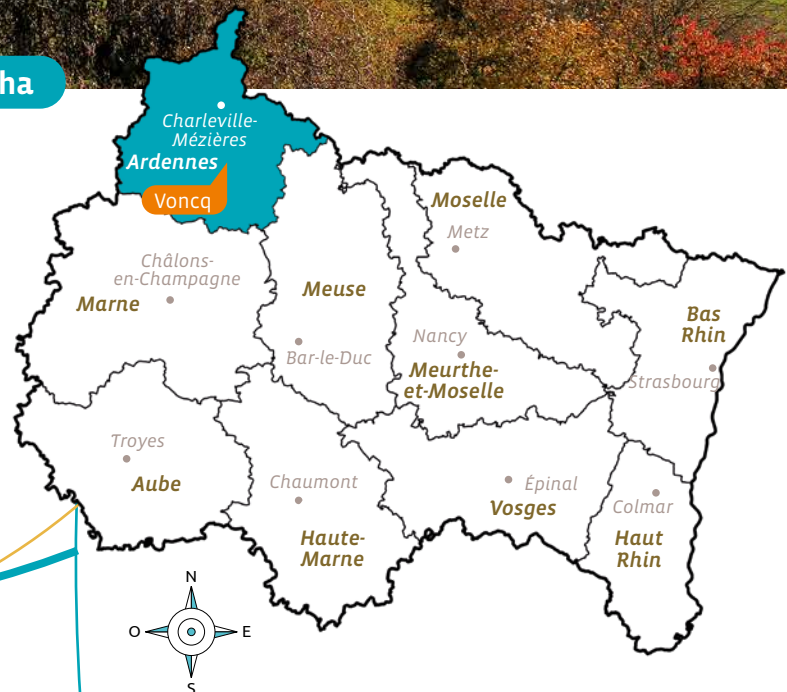 ha
Charleville-
Mézières
Ardennes
Voncq
Moselle
Metz
Châlons-
en-Champagne
Marne
Meuse
Bas
Rhin
Nancy
Bar-le-Duc
Meurthe-
et-Moselle
Strasbourg
Troyes
Aube
Chaumont
Épinal
Vosges
Colmar
Haute-
Marne
Haut
Rhin
N
O
E
S